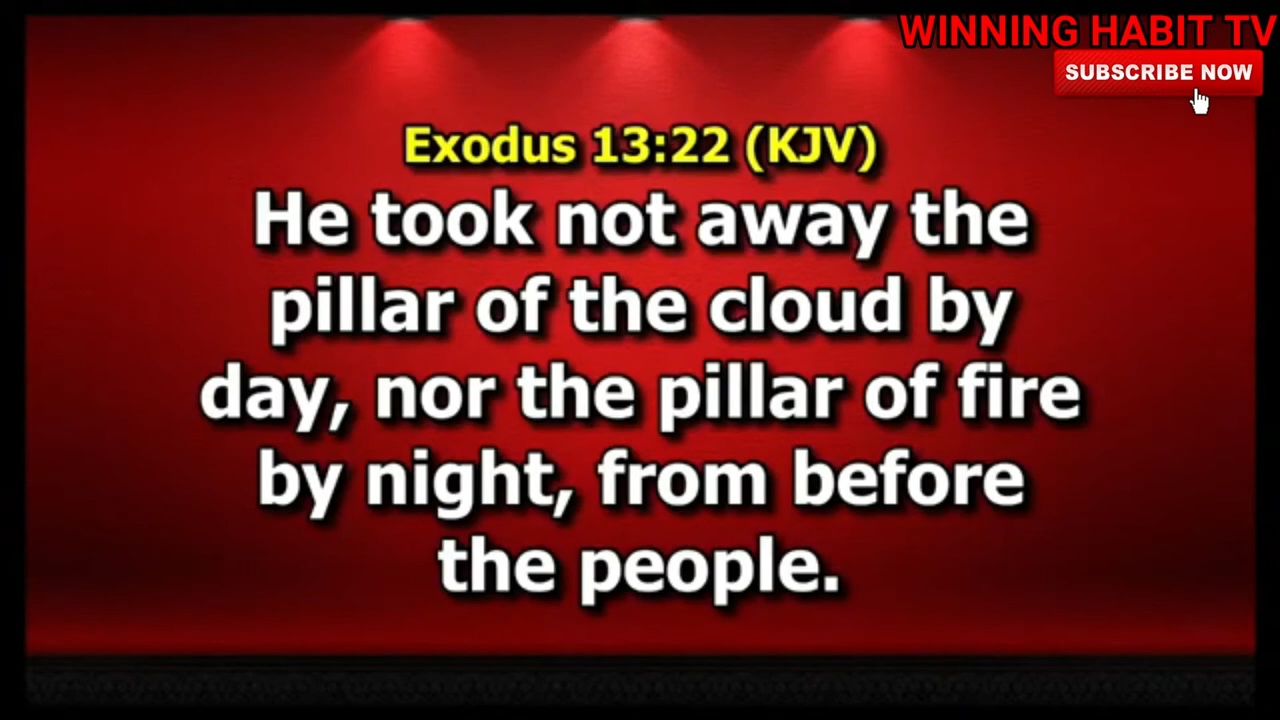 WINNING HABIT TV
SUBSCRIBE NOW
Exodus 13:22 (KJV)
He took not away the
pillar of the cloud by
day, nor the pillar of fire
by night, from before
the people.